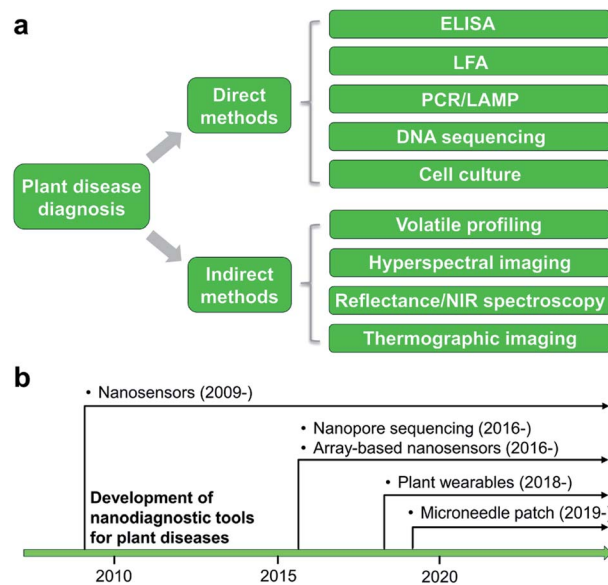 a
Plant disease
diagnosis
Direct
methods
ELISA
LFA
PCR/LAMP
DNA sequencing
Cell culture
Indirect
methods
Volatile profiling
Hyperspectral imaging
Reflectance/NIR spectroscopy
Thermographic imaging
b
• Nanosensors (2009-)
• Nanopore sequencing (2016-)
• Array-based nanosensors (2016-)
• Plant wearables (2018-)
• Microneedle patch (2019-)
Development of
nanodiagnostic tools
for plant diseases
2010
2015
2020